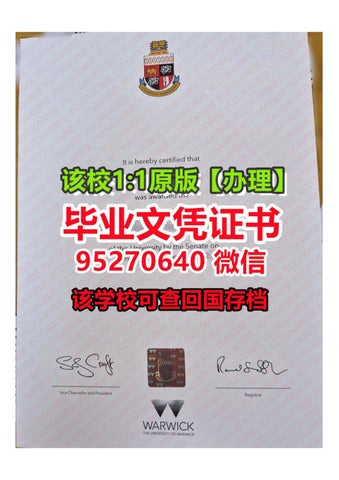 It is hereby certified that
该校1:1原版【办理】
was awarded the
毕业文凭证书
of this University by the Senate on
95270640 微信
该学校可查回国存档
Vice-Chancellor and President
Registrar
WARWICK
THE UNIVERSITY OF WARWICK